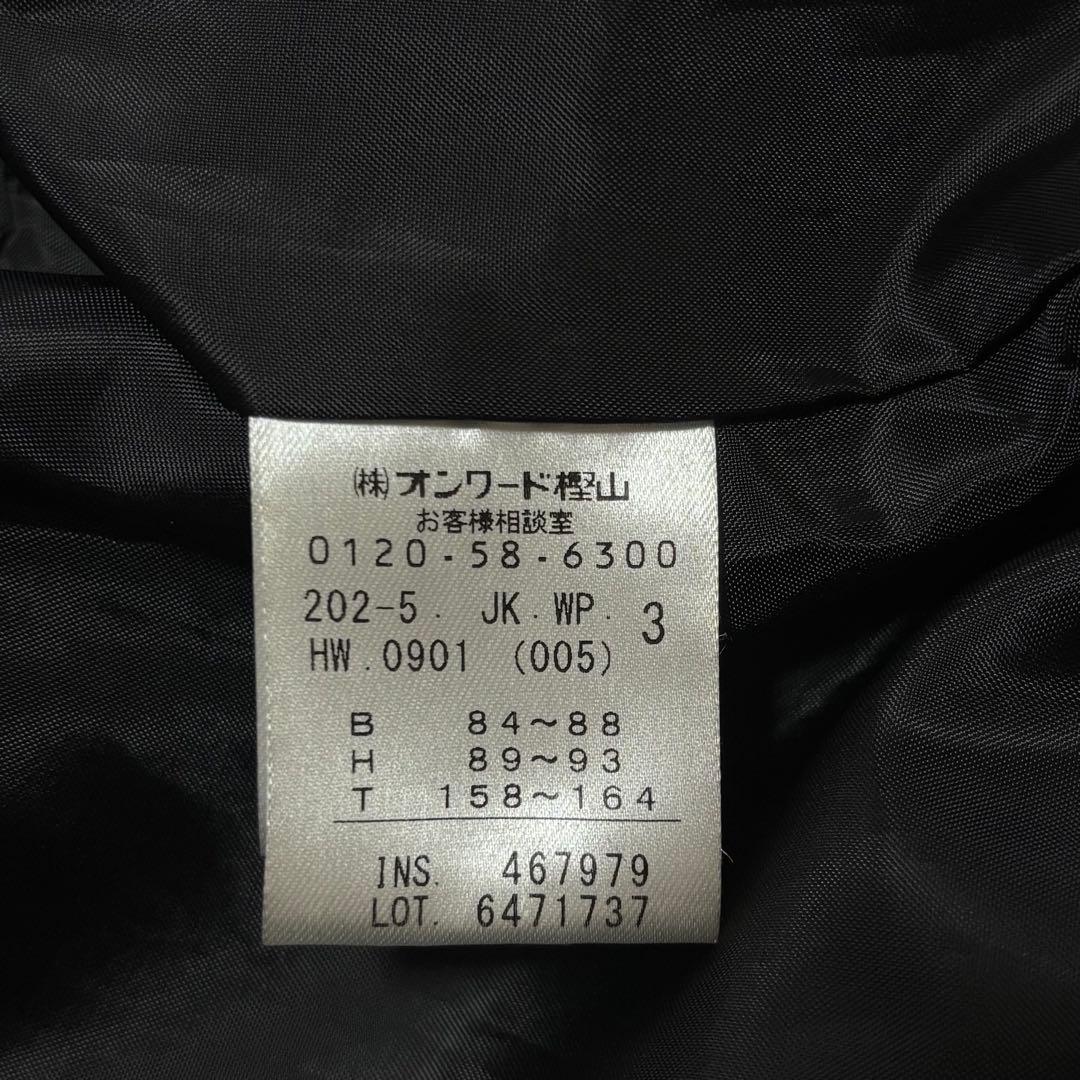 ㈱オンワード樫山
お客様相談室
0120-58-6300
202-5. JK.WP. 3
HW.0901 (005)
B 84～88
H 89～93
T 158～164
INS. 467979
LOT. 6471737